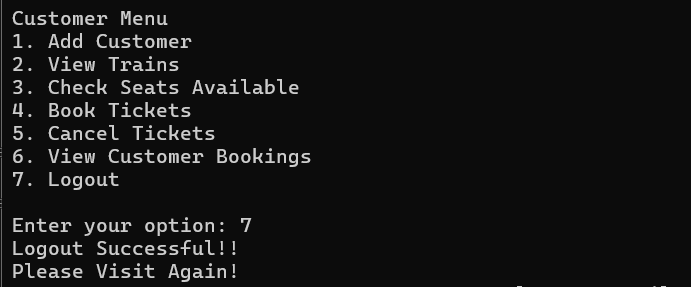 Customer Menu
1. Add Customer
2. View Trains
3. Check Seats Available
4. Book Tickets
5. Cancel Tickets
6. View Customer Bookings
7. Logout
Enter your option: 7
Logout Successful!!
Please Visit Again!